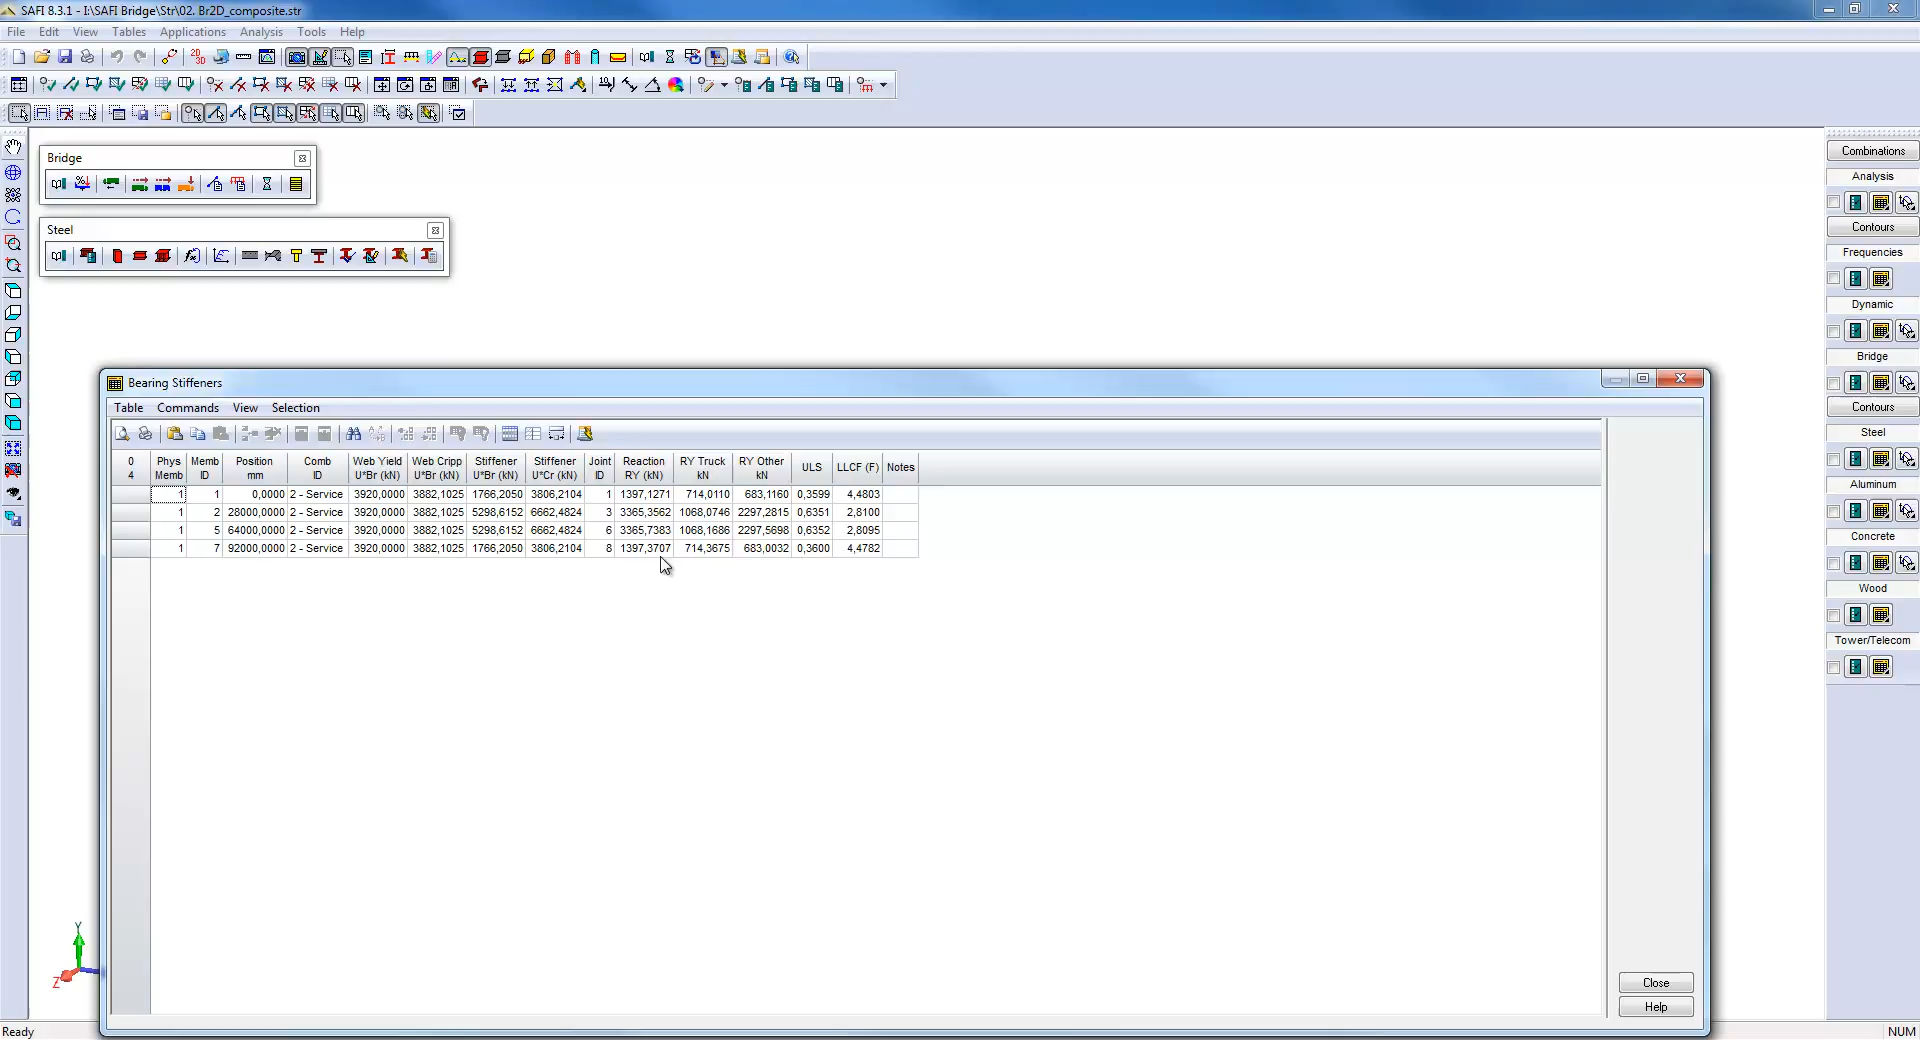 SAFI 8.3.1 - I:\SAFI Bridge\Str\02. Br2D_composite.str
File Edit View Tables Applications Analysis Tools Help
Bridge
Steel
Combinations
Analysis
Contours
Frequencies
Dynamic
Bridge
Contours
Steel
Aluminum
Concrete
Wood
Tower/Telecom
Bearing Stiffeners
Table Commands View Selection
0 Phys Memb Position Comb Web Yield Web Cripp Stiffener Stiffener Joint Reaction RY Truck RY Other ULS LLCF (F) Notes
4 Memb ID mm ID U*Br (kN) U*Br (kN) U*Br (kN) U*Cr (kN) ID RY (kN) kN kN
1 1 0,0000 2 - Service 3920,0000 3882,1025 1766,2050 3806,2104 1 1397,1271 714,0110 683,1160 0,3599 4,4803
1 2 28000,0000 2 - Service 3920,0000 3882,1025 5298,6152 6662,4824 3 3365,3562 1068,0746 2297,2815 0,6351 2,8100
1 5 64000,0000 2 - Service 3920,0000 3882,1025 5298,6152 6662,4824 6 3365,7383 1068,1686 2297,5698 0,6352 2,8095
1 7 92000,0000 2 - Service 3920,0000 3882,1025 1766,2050 3806,2104 8 1397,3707 714,3675 683,0032 0,3600 4,4782
Y
Z
Close
Help
Ready
NUM